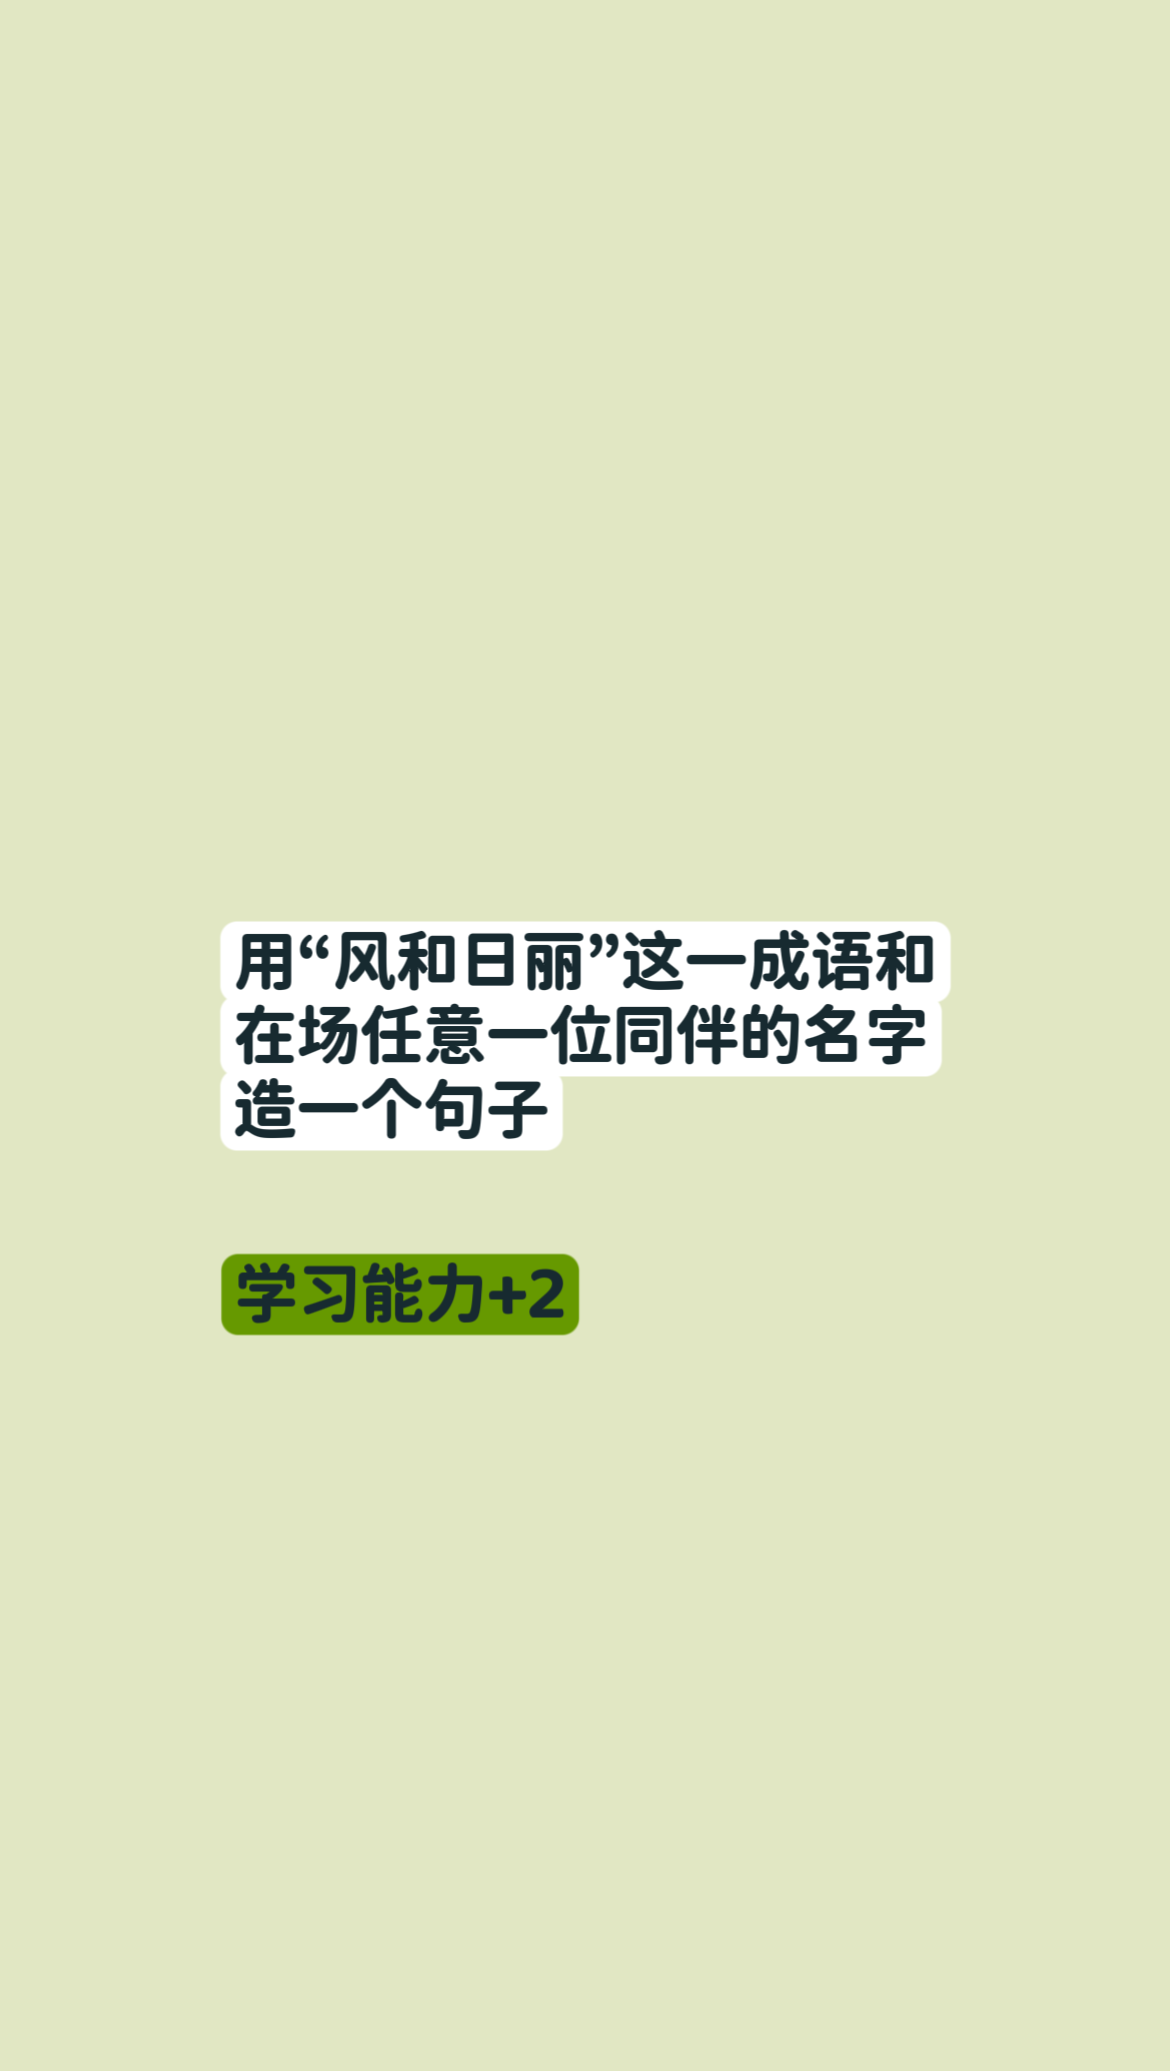 用“风和日丽”这一成语和
在场任意一位同伴的名字
造一个句子
学习能力+2